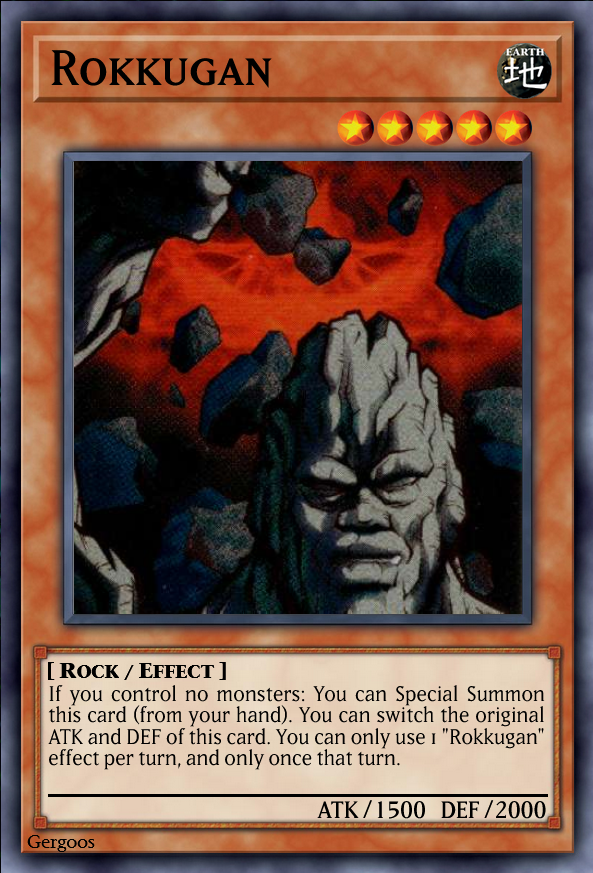 Rokkugan
EARTH
地
[ Rock / Effect ]
If you control no monsters: You can Special Summon
this card (from your hand). You can switch the original
ATK and DEF of this card. You can only use 1 "Rokkugan"
effect per turn, and only once that turn.
ATK/1500 DEF/2000
Gergoos